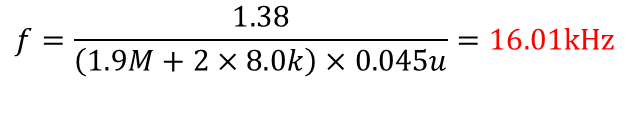 f = 1.38 / ((1.9M + 2 × 8.0k) × 0.045u) = 16.01kHz